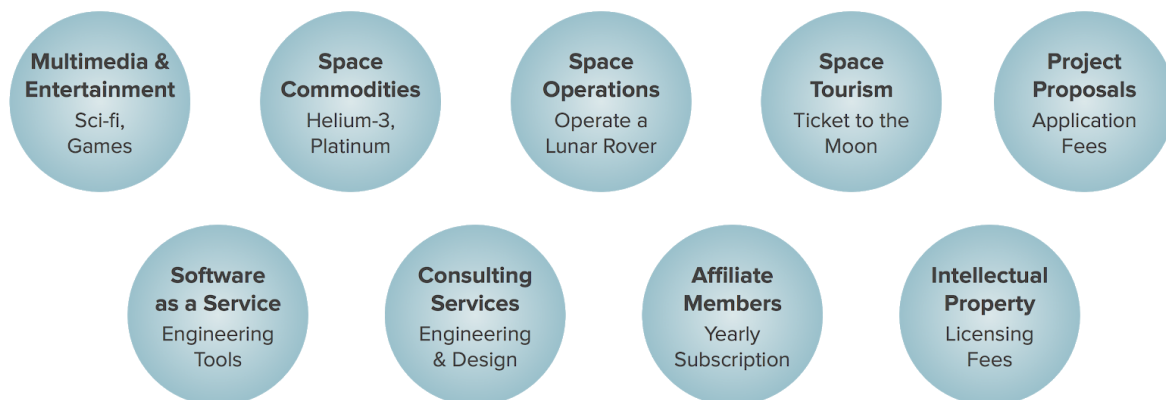 Multimedia &
Entertainment
Sci-fi,
Games
Space
Commodities
Helium-3,
Platinum
Space
Operations
Operate a
Lunar Rover
Space
Tourism
Ticket to the
Moon
Project
Proposals
Application
Fees
Software
as a Service
Engineering
Tools
Consulting
Services
Engineering
& Design
Affiliate
Members
Yearly
Subscription
Intellectual
Property
Licensing
Fees